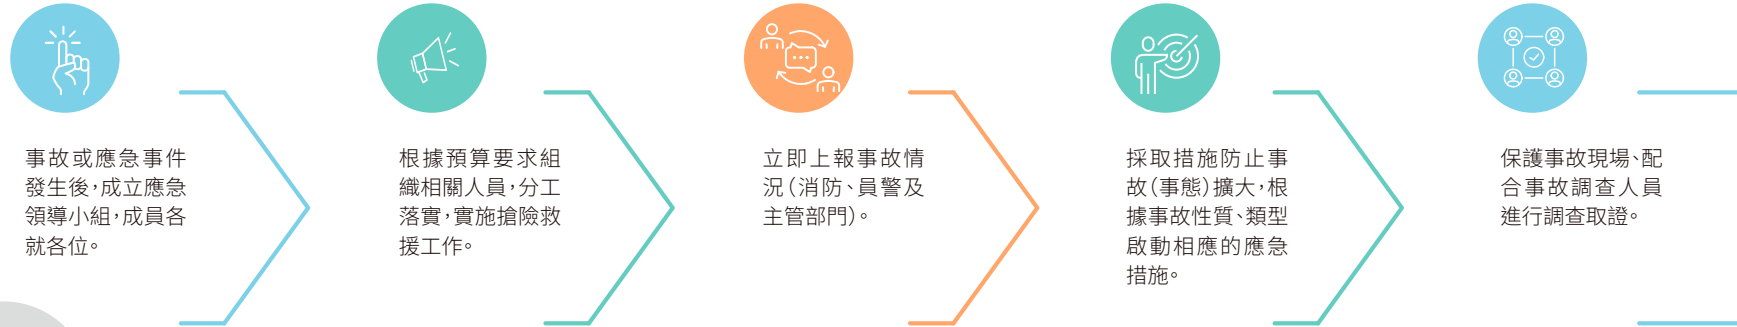 事故或應急事件
發生後,成立應急
領導小組,成員各
就各位。
根據預算要求組
織相關人員,分工
落實,實施搶險救
援工作。
立即上報事故情
況(消防、員警及
主管部門)。
採取措施防止事
故(事態)擴大,根
據事故性質、類型
啟動相應的應急
措施。
保護事故現場、配
合事故調查人員
進行調查取證。